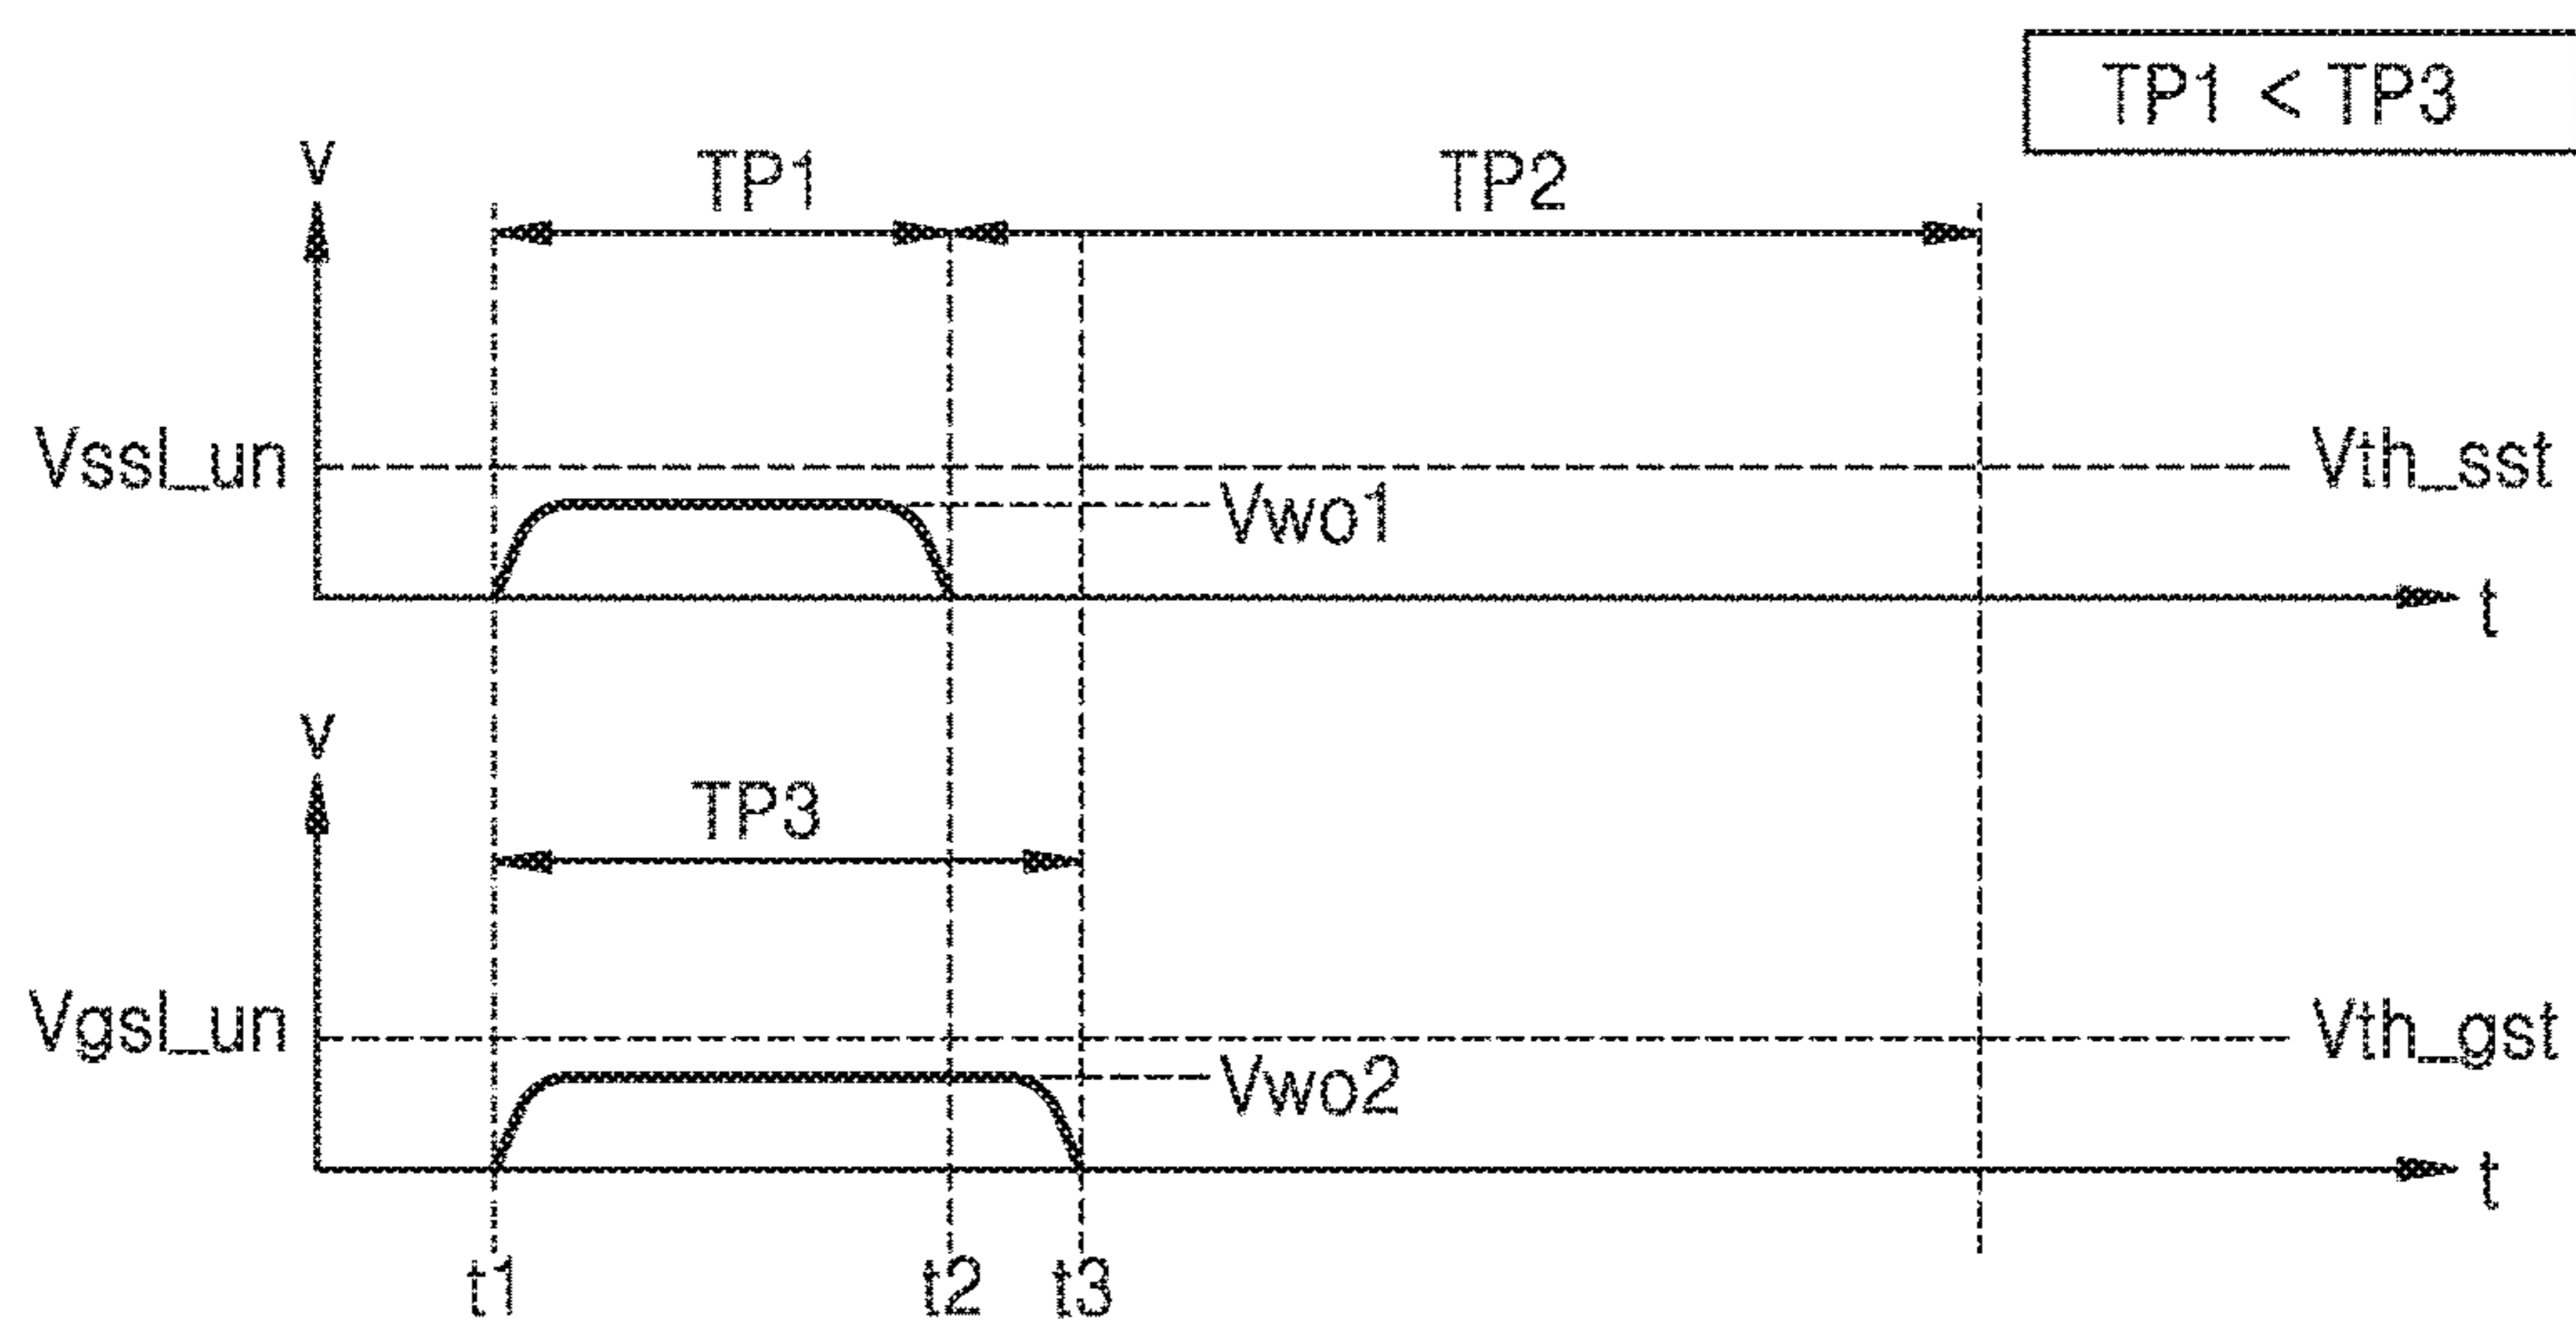 TP1 < TP3
v
TP1
TP2
Vssl_un
Vth_sst
Vwo1
t
v
TP3
Vgsl_un
Vth_gst
Vwo2
t
t1
t2
t3